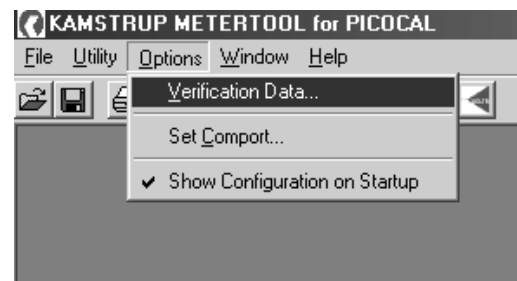 KAMSTRUP METERTOOL for PICOCAL
File Utility Options Window Help
Verification Data...
Set Comport...
✔ Show Configuration on Startup